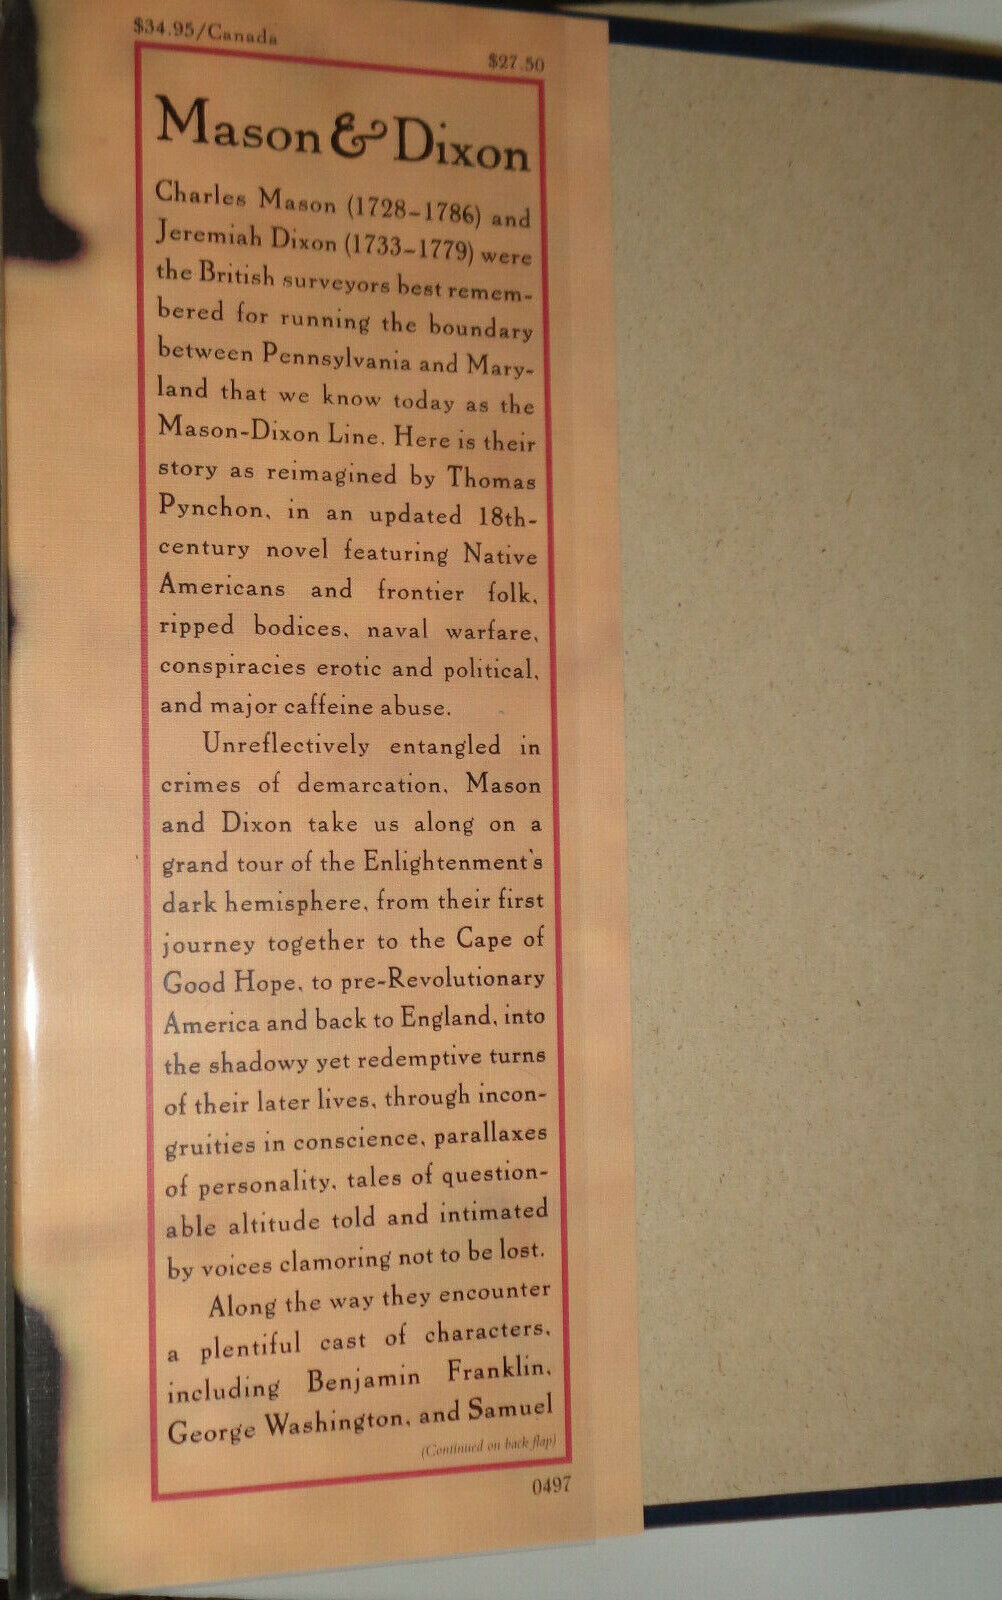 $34.95/Canada
$27.50
Mason & Dixon
Charles Mason (1728–1786) and
Jeremiah Dixon (1733–1779) were
the British surveyors best remem-
bered for running the boundary
between Pennsylvania and Mary-
land that we know today as the
Mason-Dixon Line. Here is their
story as reimagined by Thomas
Pynchon, in an updated 18th-
century novel featuring Native
Americans and frontier folk,
ripped bodices, naval warfare,
conspiracies erotic and political,
and major caffeine abuse.
Unreflectively entangled in
crimes of demarcation, Mason
and Dixon take us along on a
grand tour of the Enlightenment's
dark hemisphere, from their first
journey together to the Cape of
Good Hope, to pre-Revolutionary
America and back to England, into
the shadowy yet redemptive turns
of their later lives, through incon-
gruities in conscience, parallaxes
of personality, tales of question-
able altitude told and intimated
by voices clamoring not to be lost.
Along the way they encounter
a plentiful cast of characters,
including Benjamin Franklin,
George Washington, and Samuel
(Continued on back flap)
0497